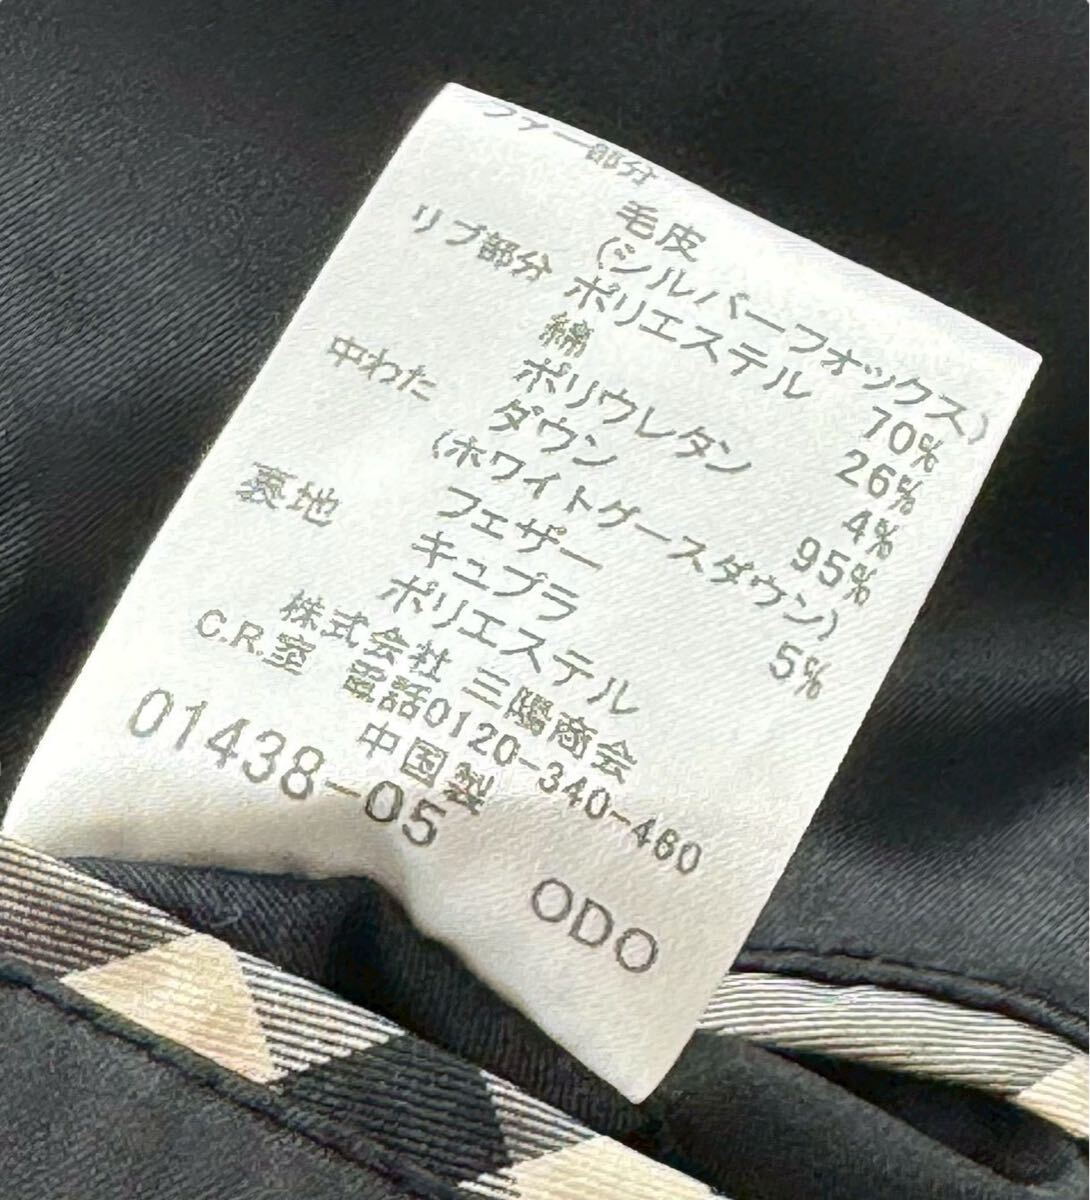 ファー部分
毛皮
(シルバーフォックス)
リブ部分 ポリエステル 70%
綿 26%
ポリウレタン 4%
中わた ダウン 95%
(ホワイトグースダウン)
フェザー 5%
裏地 キュプラ
ポリエステル
株式会社 三陽商会
C.R.室 電話0120-340-460
中国製
01438-05 ODO